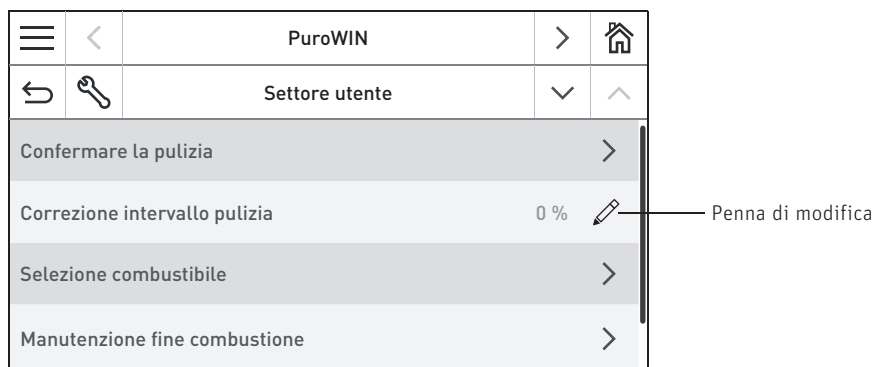 PuroWIN
Settore utente
Confermare la pulizia
Correzione intervallo pulizia 0 % Penna di modifica
Selezione combustibile
Manutenzione fine combustione